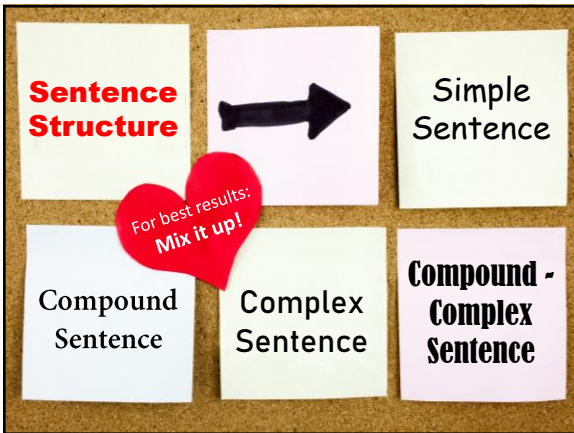 Sentence
Structure
Simple
Sentence
For best results:
Mix it up!
Compound
Sentence
Complex
Sentence
Compound -
Complex
Sentence